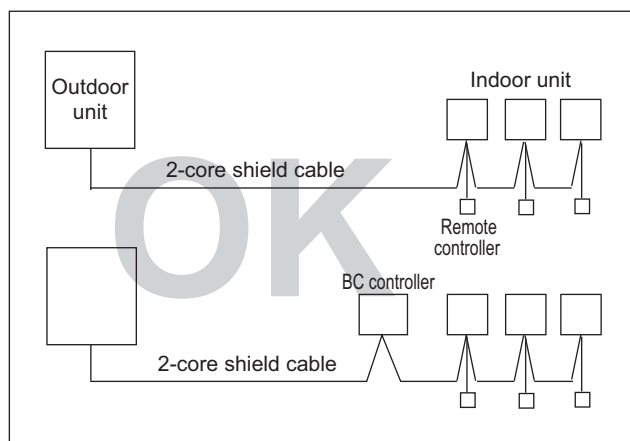 Outdoor
unit
Indoor unit
2-core shield cable
Remote
controller
OK
BC controller
2-core shield cable